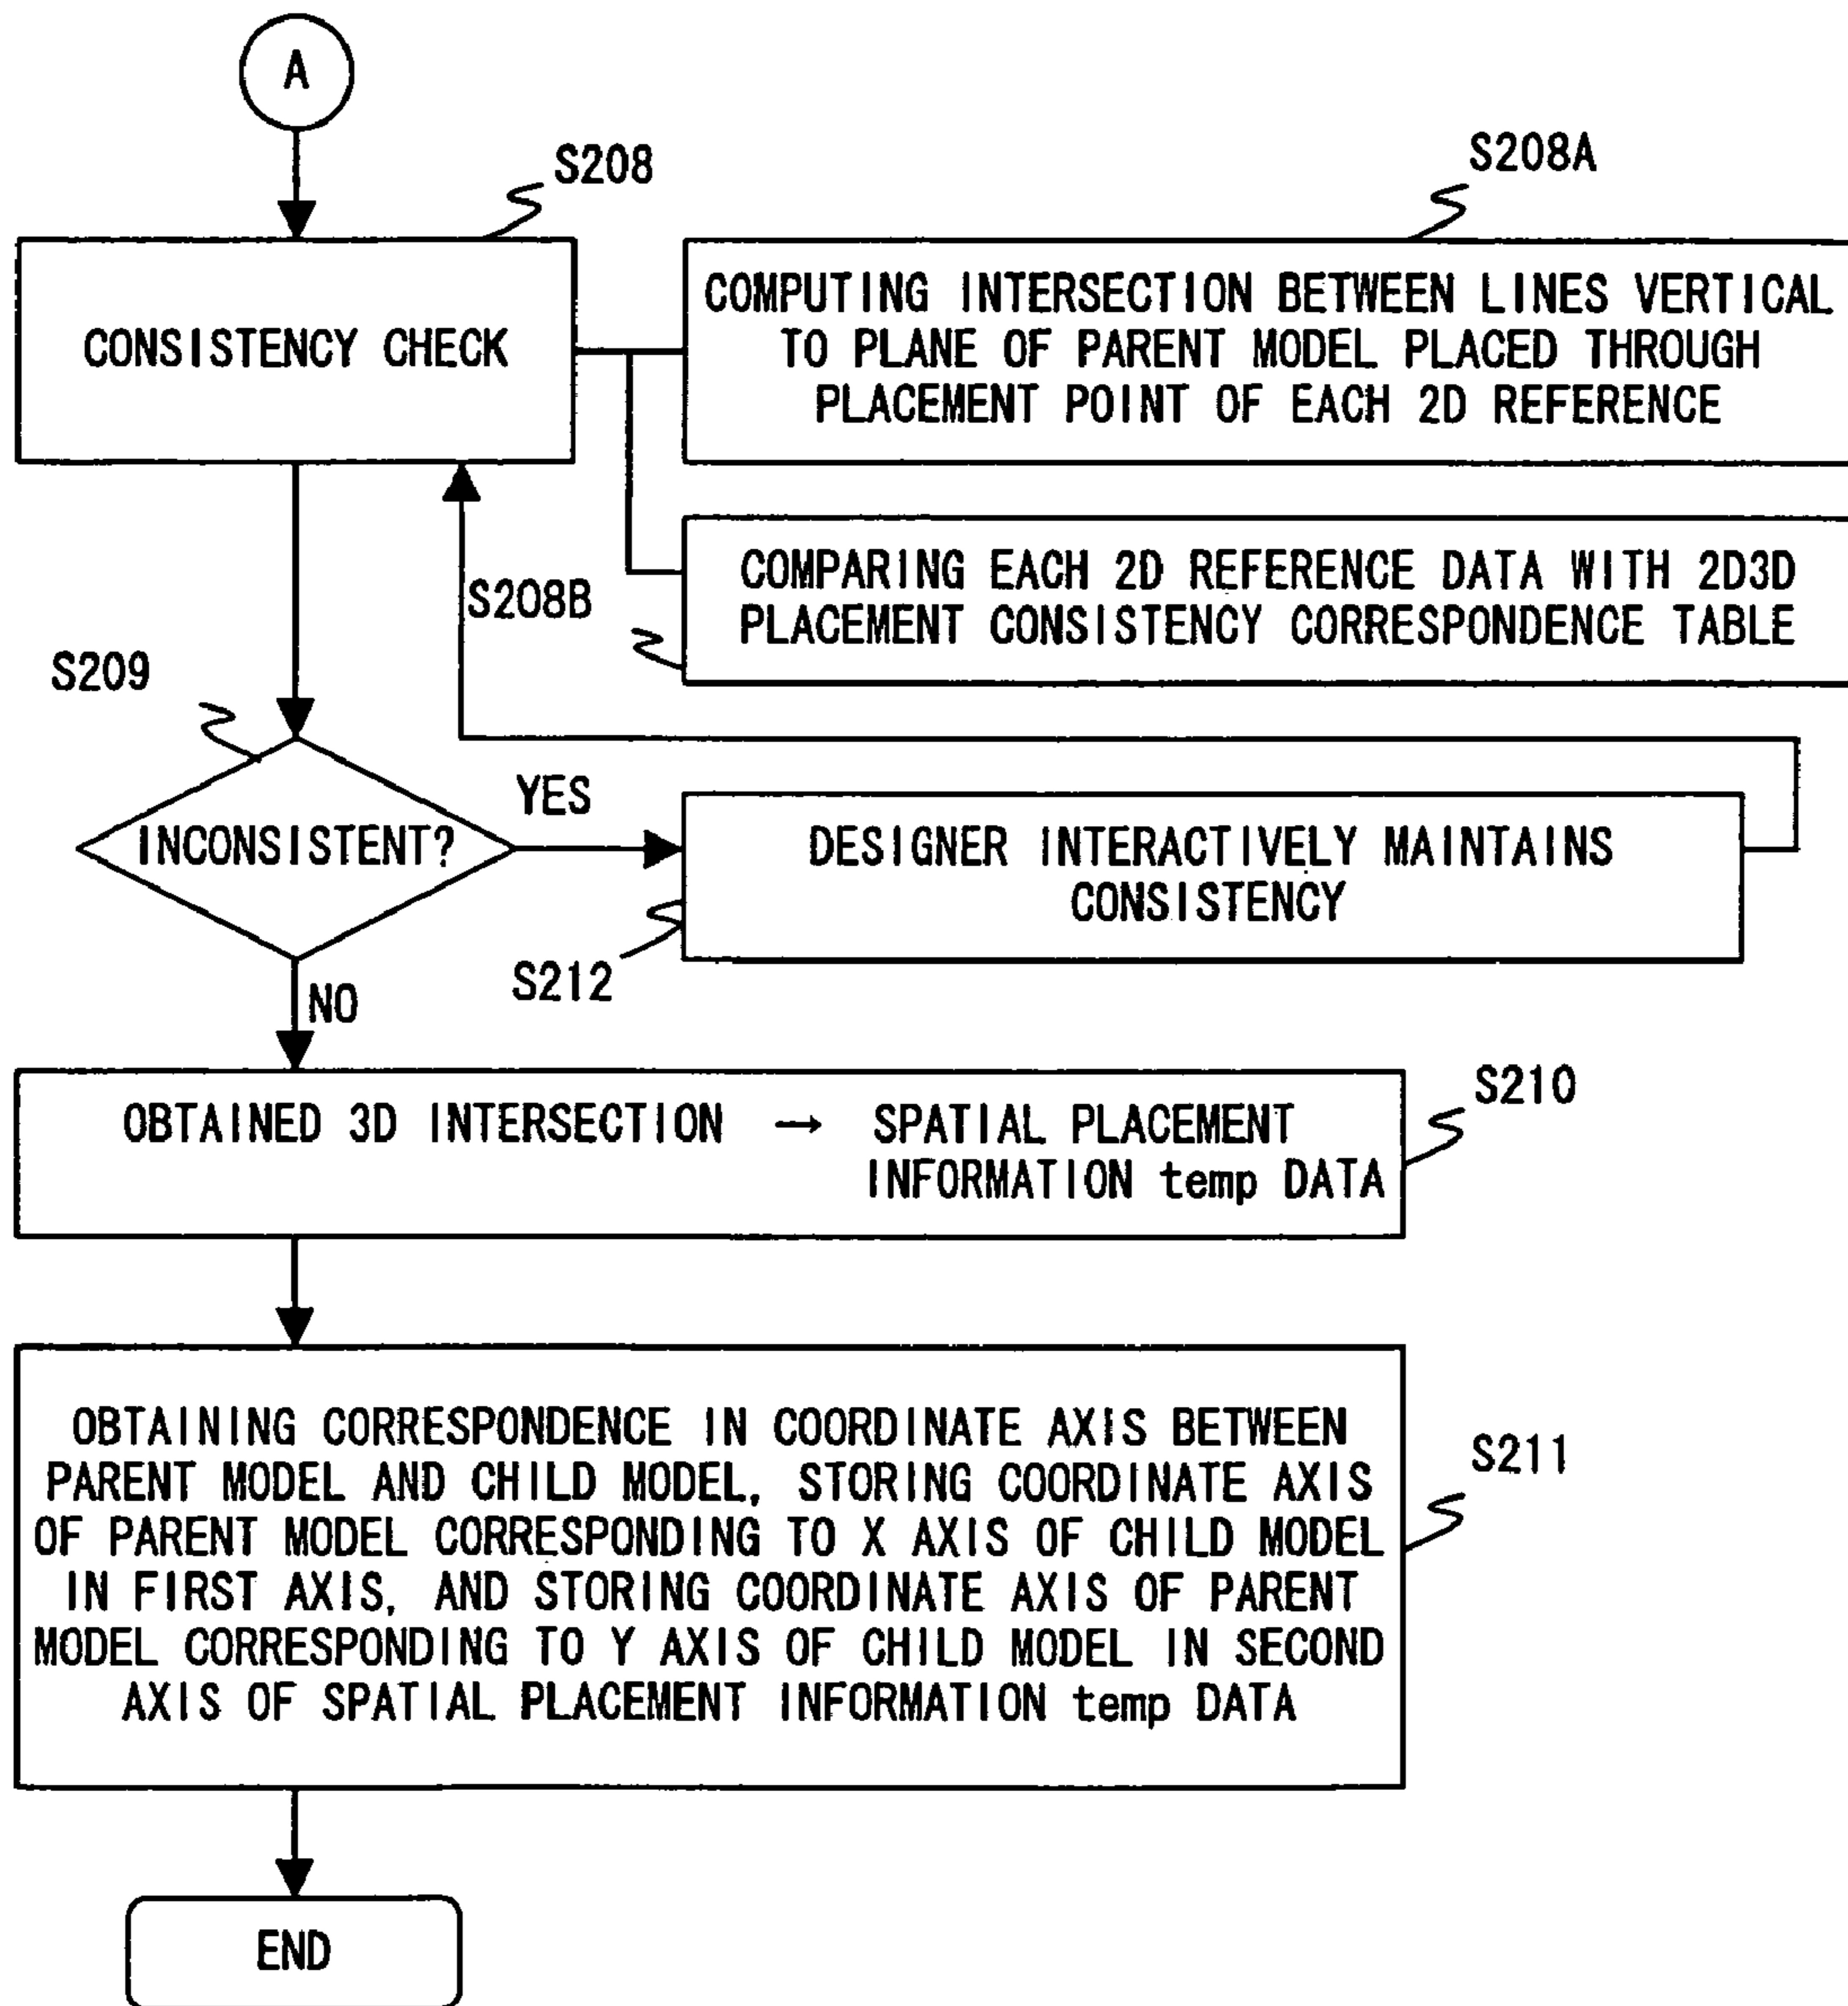 A
S208
S208A
CONSISTENCY CHECK
COMPUTING INTERSECTION BETWEEN LINES VERTICAL
TO PLANE OF PARENT MODEL PLACED THROUGH
PLACEMENT POINT OF EACH 2D REFERENCE
S208B
COMPARING EACH 2D REFERENCE DATA WITH 2D3D
PLACEMENT CONSISTENCY CORRESPONDENCE TABLE
S209
INCONSISTENT?
YES
DESIGNER INTERACTIVELY MAINTAINS
CONSISTENCY
S212
NO
OBTAINED 3D INTERSECTION → SPATIAL PLACEMENT
INFORMATION temp DATA
S210
OBTAINING CORRESPONDENCE IN COORDINATE AXIS BETWEEN
PARENT MODEL AND CHILD MODEL, STORING COORDINATE AXIS
OF PARENT MODEL CORRESPONDING TO X AXIS OF CHILD MODEL
IN FIRST AXIS, AND STORING COORDINATE AXIS OF PARENT
MODEL CORRESPONDING TO Y AXIS OF CHILD MODEL IN SECOND
AXIS OF SPATIAL PLACEMENT INFORMATION temp DATA
S211
END